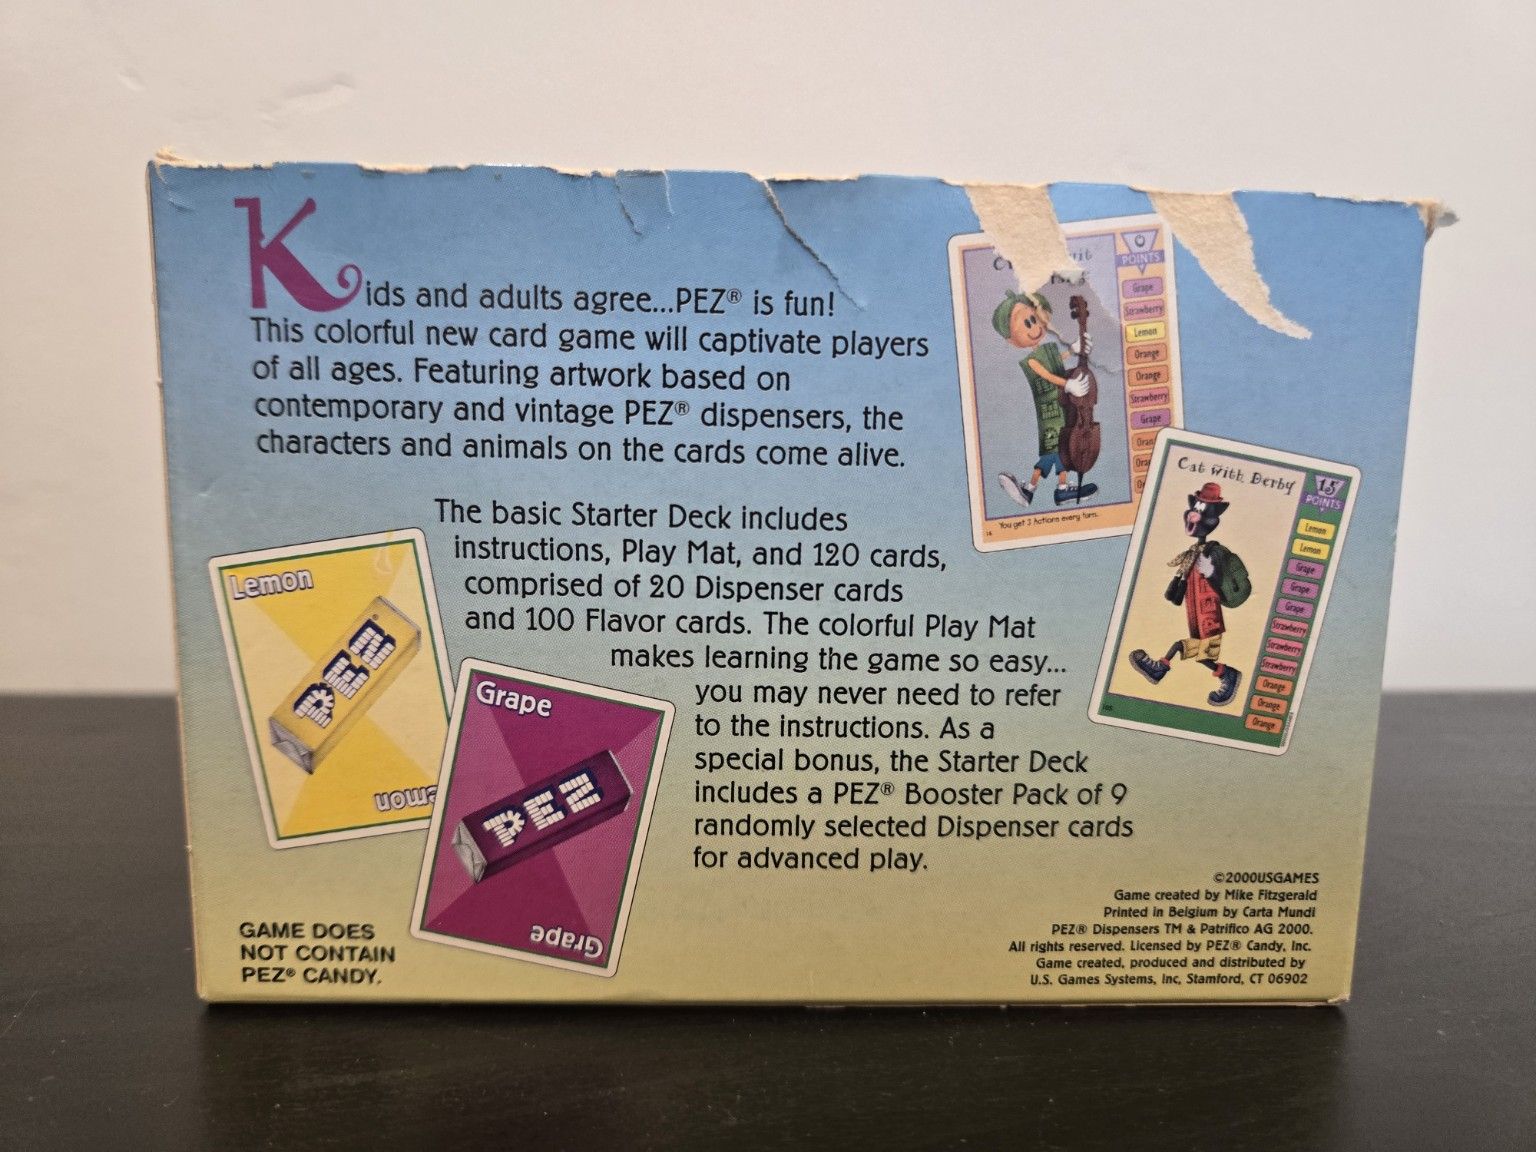 Kids and adults agree...PEZ® is fun!
This colorful new card game will captivate players
of all ages. Featuring artwork based on
contemporary and vintage PEZ® dispensers, the
characters and animals on the cards come alive.
The basic Starter Deck includes
instructions, Play Mat, and 120 cards,
comprised of 20 Dispenser cards
and 100 Flavor cards. The colorful Play Mat
makes learning the game so easy...
you may never need to refer
to the instructions. As a
special bonus, the Starter Deck
includes a PEZ® Booster Pack of 9
randomly selected Dispenser cards
for advanced play.
0
POINTS
Grape
Strawberry
Lemon
Orange
Orange
Strawberry
Grape
You get 3 Actions every turn.
Cat with Derby
15
POINTS
Lemon
Lemon
Grape
Grape
Grape
Strawberry
Strawberry
Strawberry
Orange
Orange
Orange
PEZ
Lemon
PEZ
Lemon
Grape
PEZ
Grape
GAME DOES
NOT CONTAIN
PEZ® CANDY.
©2000USGAMES
Game created by Mike Fitzgerald
Printed in Belgium by Carta Mundi
PEZ® Dispensers TM & Patrifico AG 2000.
All rights reserved. Licensed by PEZ® Candy, Inc.
Game created, produced and distributed by
U.S. Games Systems, Inc, Stamford, CT 06902